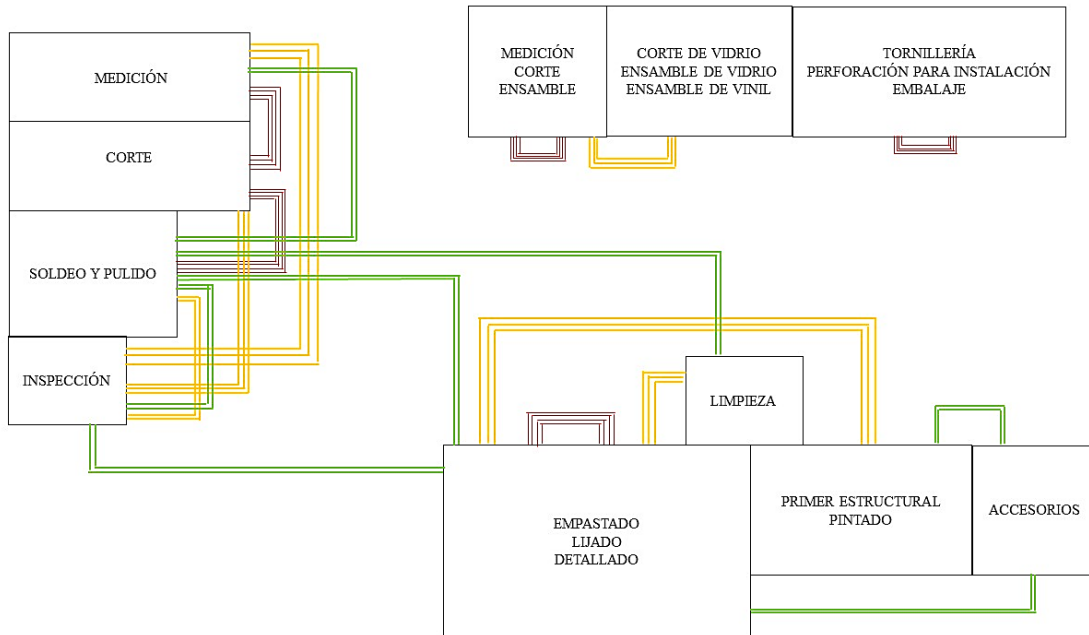 MEDICIÓN
CORTE
SOLDEO Y PULIDO
INSPECCIÓN
MEDICIÓN
CORTE
ENSAMBLE
CORTE DE VIDRIO
ENSAMBLE DE VIDRIO
ENSAMBLE DE VINIL
TORNILLERÍA
PERFORACIÓN PARA INSTALACIÓN
EMBALAJE
LIMPIEZA
EMPASTADO
LIJADO
DETALLADO
PRIMER ESTRUCTURAL
PINTADO
ACCESORIOS